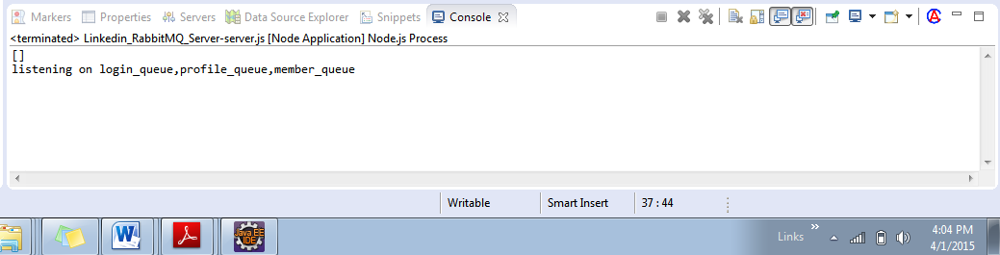 Markers Properties Servers Data Source Explorer Snippets Console
<terminated> Linkedin_RabbitMQ_Server-server.js [Node Application] Node.js Process
[]
listening on login_queue,profile_queue,member_queue
Writable Smart Insert 37 : 44
W Java EE IDE Links » 4:04 PM
4/1/2015